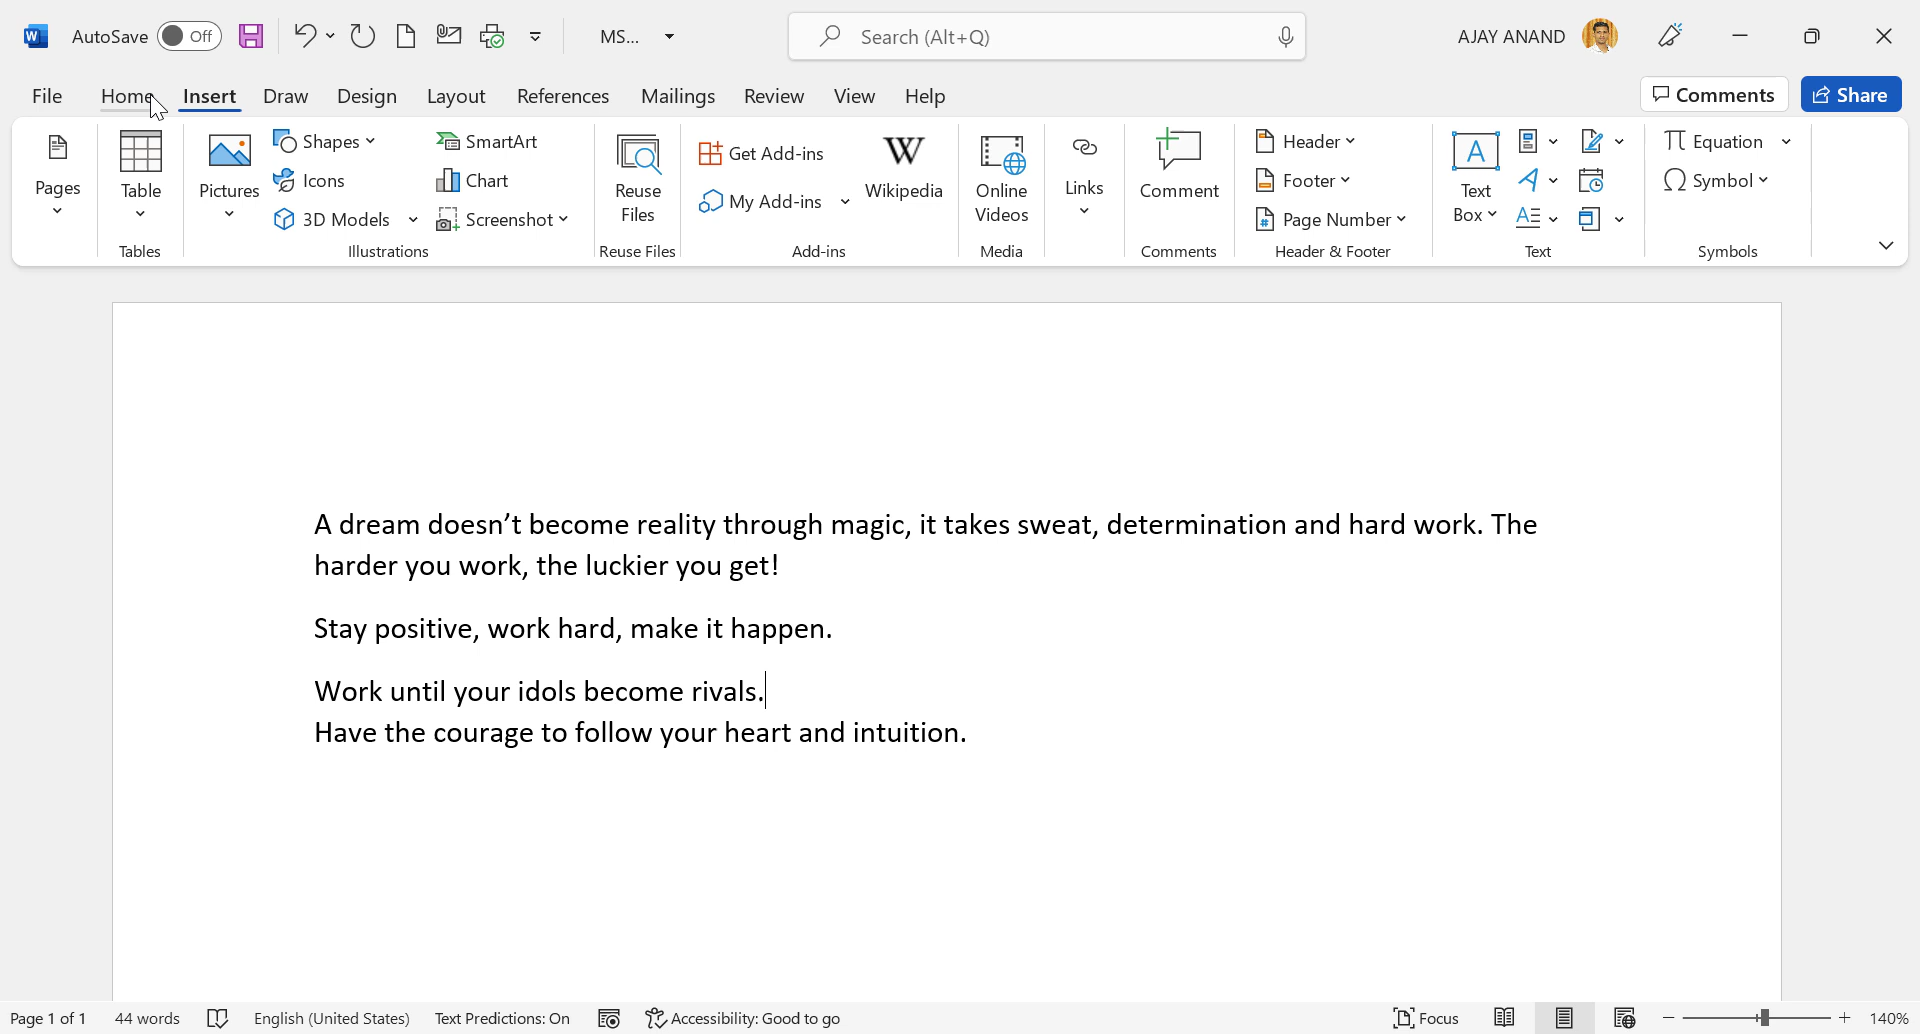 AutoSave Off MS... Search (Alt+Q) AJAY ANAND
File Home Insert Draw Design Layout References Mailings Review View Help Comments Share
Pages
Table
Tables
Pictures
Shapes
Icons
3D Models
SmartArt
Chart
Screenshot
Illustrations
Reuse
Files
Reuse Files
Get Add-ins
My Add-ins
W
Wikipedia
Add-ins
Online
Videos
Media
Links
Comment
Comments
Header
Footer
Page Number
Header & Footer
A
Text
Box
Text
Equation
Symbol
Symbols
A dream doesn’t become reality through magic, it takes sweat, determination and hard work. The
harder you work, the luckier you get!
Stay positive, work hard, make it happen.
Work until your idols become rivals.
Have the courage to follow your heart and intuition.
Page 1 of 1 44 words English (United States) Text Predictions: On Accessibility: Good to go Focus 140%